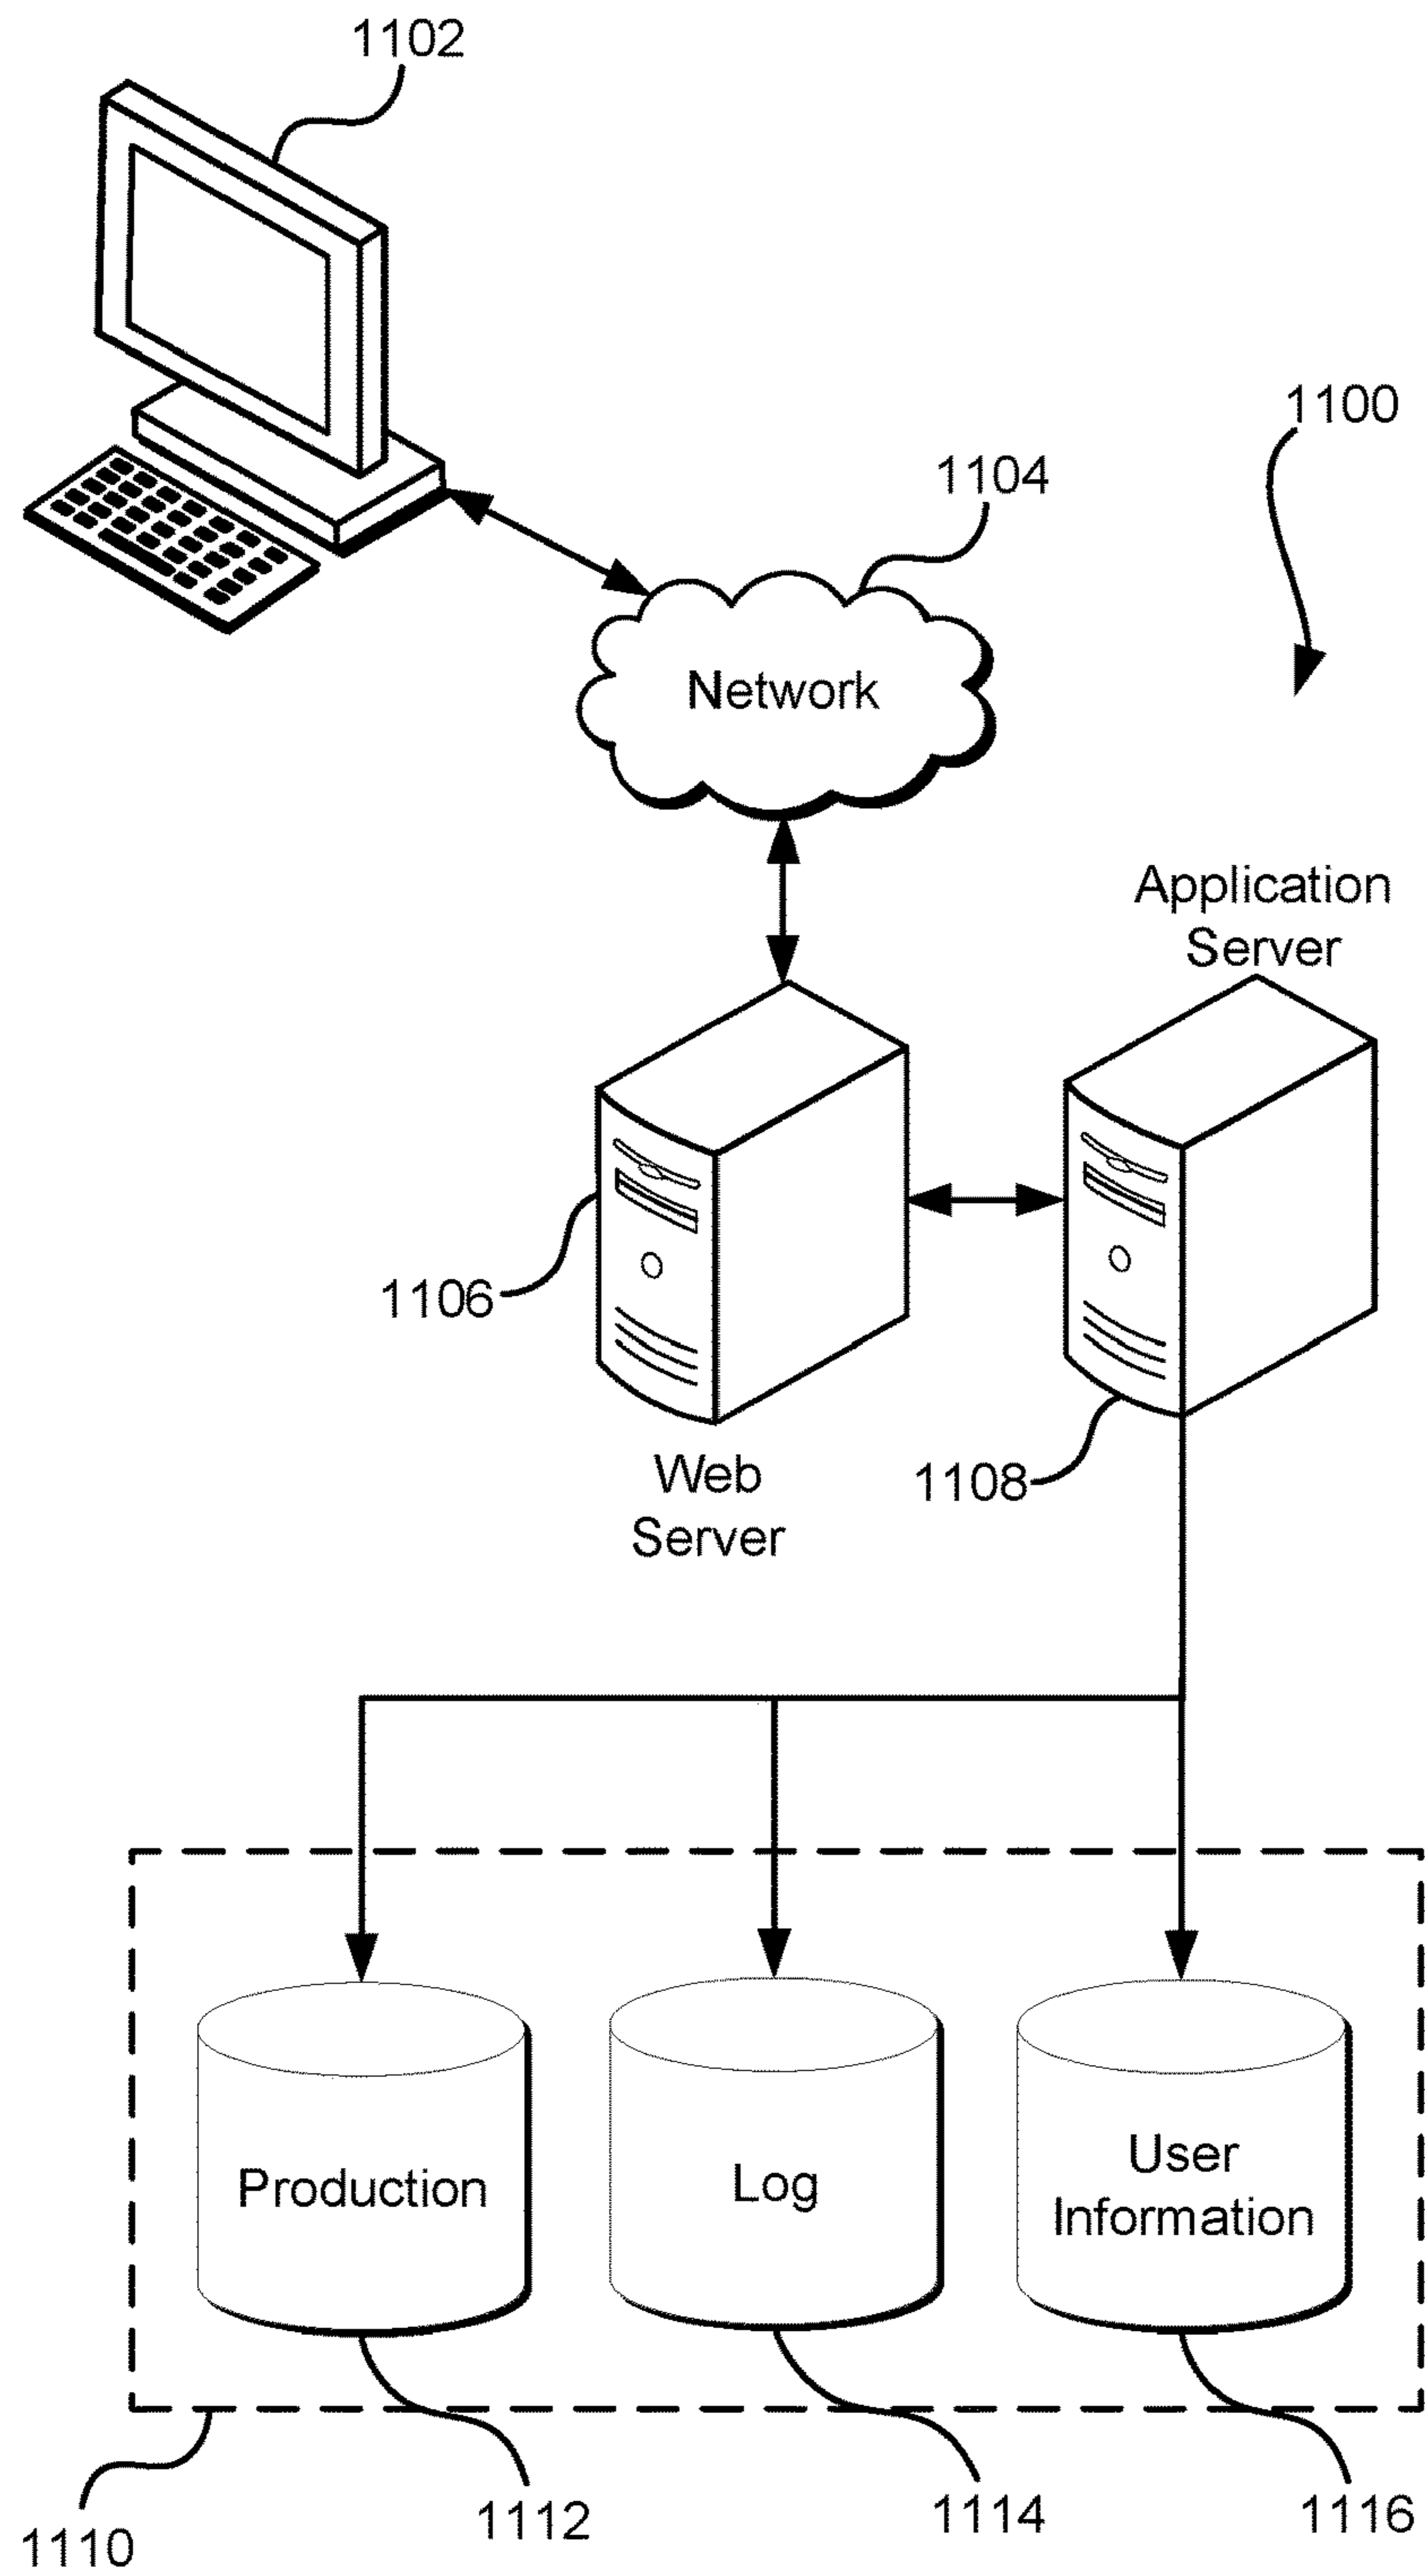 1102
1100
1104
Network
Application
Server
1106
Web
Server
1108
Production
Log
User
Information
1110
1112
1114
1116